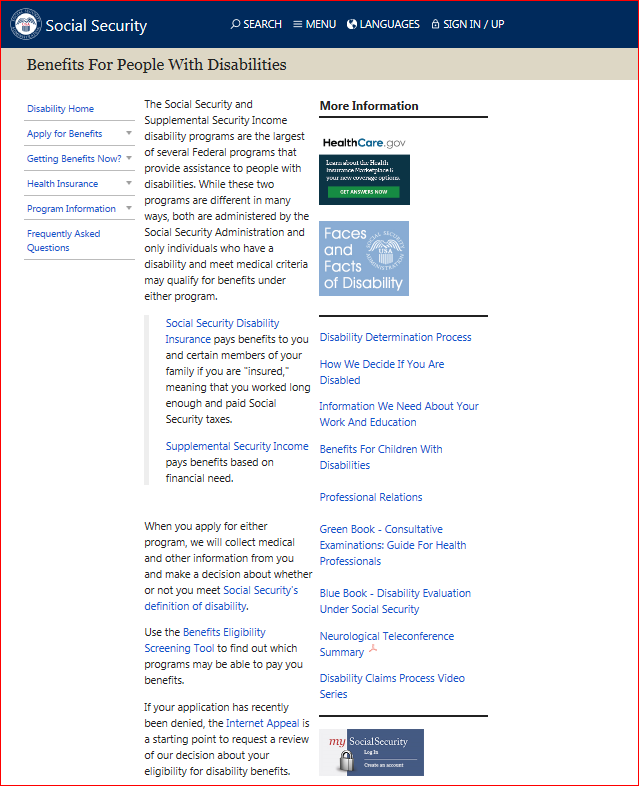 Social Security
SEARCH
MENU
LANGUAGES
SIGN IN / UP
Benefits For People With Disabilities
Disability Home
Apply for Benefits
Getting Benefits Now?
Health Insurance
Program Information
Frequently Asked
Questions
The Social Security and
Supplemental Security Income
disability programs are the largest
of several Federal programs that
provide assistance to people with
disabilities. While these two
programs are different in many
ways, both are administered by the
Social Security Administration and
only individuals who have a
disability and meet medical criteria
may qualify for benefits under
either program.
Social Security Disability
Insurance pays benefits to you
and certain members of your
family if you are "insured,"
meaning that you worked long
enough and paid Social
Security taxes.
Supplemental Security Income
pays benefits based on
financial need.
When you apply for either
program, we will collect medical
and other information from you
and make a decision about whether
or not you meet Social Security's
definition of disability.
Use the Benefits Eligibility
Screening Tool to find out which
programs may be able to pay you
benefits.
If your application has recently
been denied, the Internet Appeal is
a starting point to request a review
of our decision about your
eligibility for disability benefits.
More Information
HealthCare.gov
Learn about the Health
Insurance Marketplace &
your new coverage options.
GET ANSWERS NOW
Faces
and
Facts
of Disability
SOCIAL SECURITY
USA
ADMINISTRATION
Disability Determination Process
How We Decide If You Are
Disabled
Information We Need About Your
Work And Education
Benefits For Children With
Disabilities
Professional Relations
Green Book - Consultative
Examinations: Guide For Health
Professionals
Blue Book - Disability Evaluation
Under Social Security
Neurological Teleconference
Summary
Disability Claims Process Video
Series
my SocialSecurity
Log In
Create an account